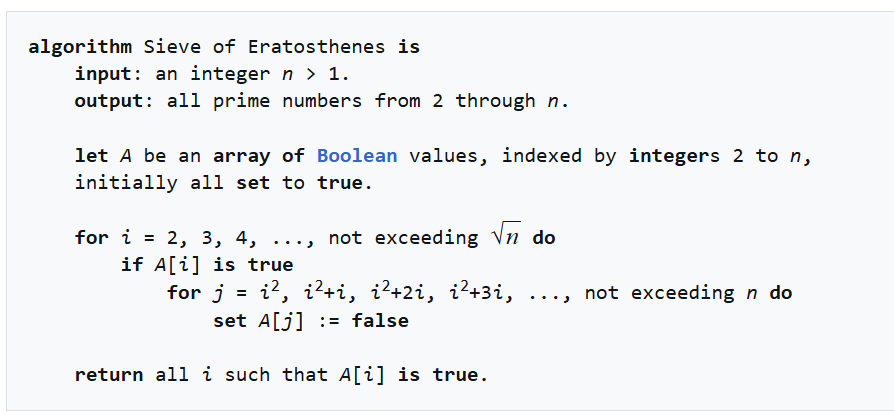 algorithm Sieve of Eratosthenes is
input: an integer n > 1.
output: all prime numbers from 2 through n.
let A be an array of Boolean values, indexed by integers 2 to n,
initially all set to true.
for i = 2, 3, 4, ..., not exceeding √n do
if A[i] is true
for j = i², i²+i, i²+2i, i²+3i, ..., not exceeding n do
set A[j] := false
return all i such that A[i] is true.